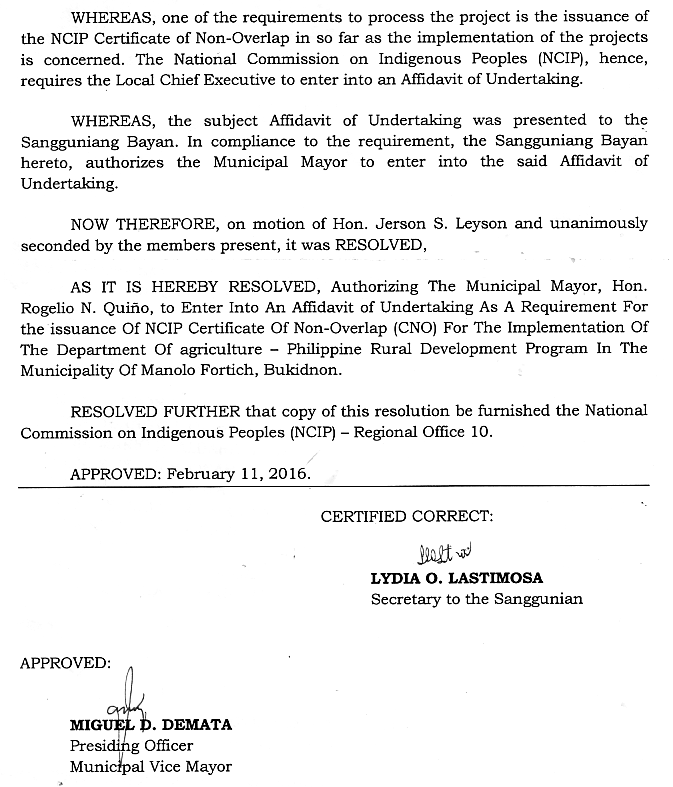 WHEREAS, one of the requirements to process the project is the issuance of
the NCIP Certificate of Non-Overlap in so far as the implementation of the projects
is concerned. The National Commission on Indigenous Peoples (NCIP), hence,
requires the Local Chief Executive to enter into an Affidavit of Undertaking.
WHEREAS, the subject Affidavit of Undertaking was presented to the
Sangguniang Bayan. In compliance to the requirement, the Sangguniang Bayan
hereto, authorizes the Municipal Mayor to enter into the said Affidavit of
Undertaking.
NOW THEREFORE, on motion of Hon. Jerson S. Leyson and unanimously
seconded by the members present, it was RESOLVED,
AS IT IS HEREBY RESOLVED, Authorizing The Municipal Mayor, Hon.
Rogelio N. Quiño, to Enter Into An Affidavit of Undertaking As A Requirement For
the issuance Of NCIP Certificate Of Non-Overlap (CNO) For The Implementation Of
The Department Of agriculture – Philippine Rural Development Program In The
Municipality Of Manolo Fortich, Bukidnon.
RESOLVED FURTHER that copy of this resolution be furnished the National
Commission on Indigenous Peoples (NCIP) – Regional Office 10.
APPROVED: February 11, 2016.
CERTIFIED CORRECT:
LYDIA O. LASTIMOSA
Secretary to the Sanggunian
APPROVED:
MIGUEL D. DEMATA
Presiding Officer
Municipal Vice Mayor